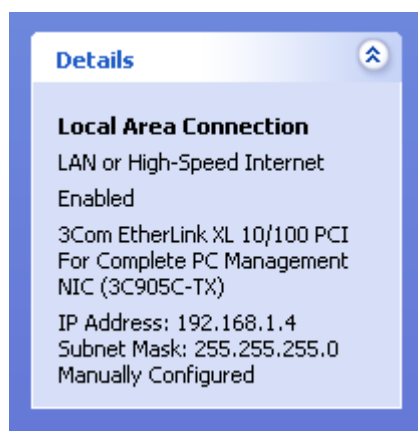 Details
Local Area Connection
LAN or High-Speed Internet
Enabled
3Com EtherLink XL 10/100 PCI
For Complete PC Management
NIC (3C905C-TX)
IP Address: 192.168.1.4
Subnet Mask: 255.255.255.0
Manually Configured